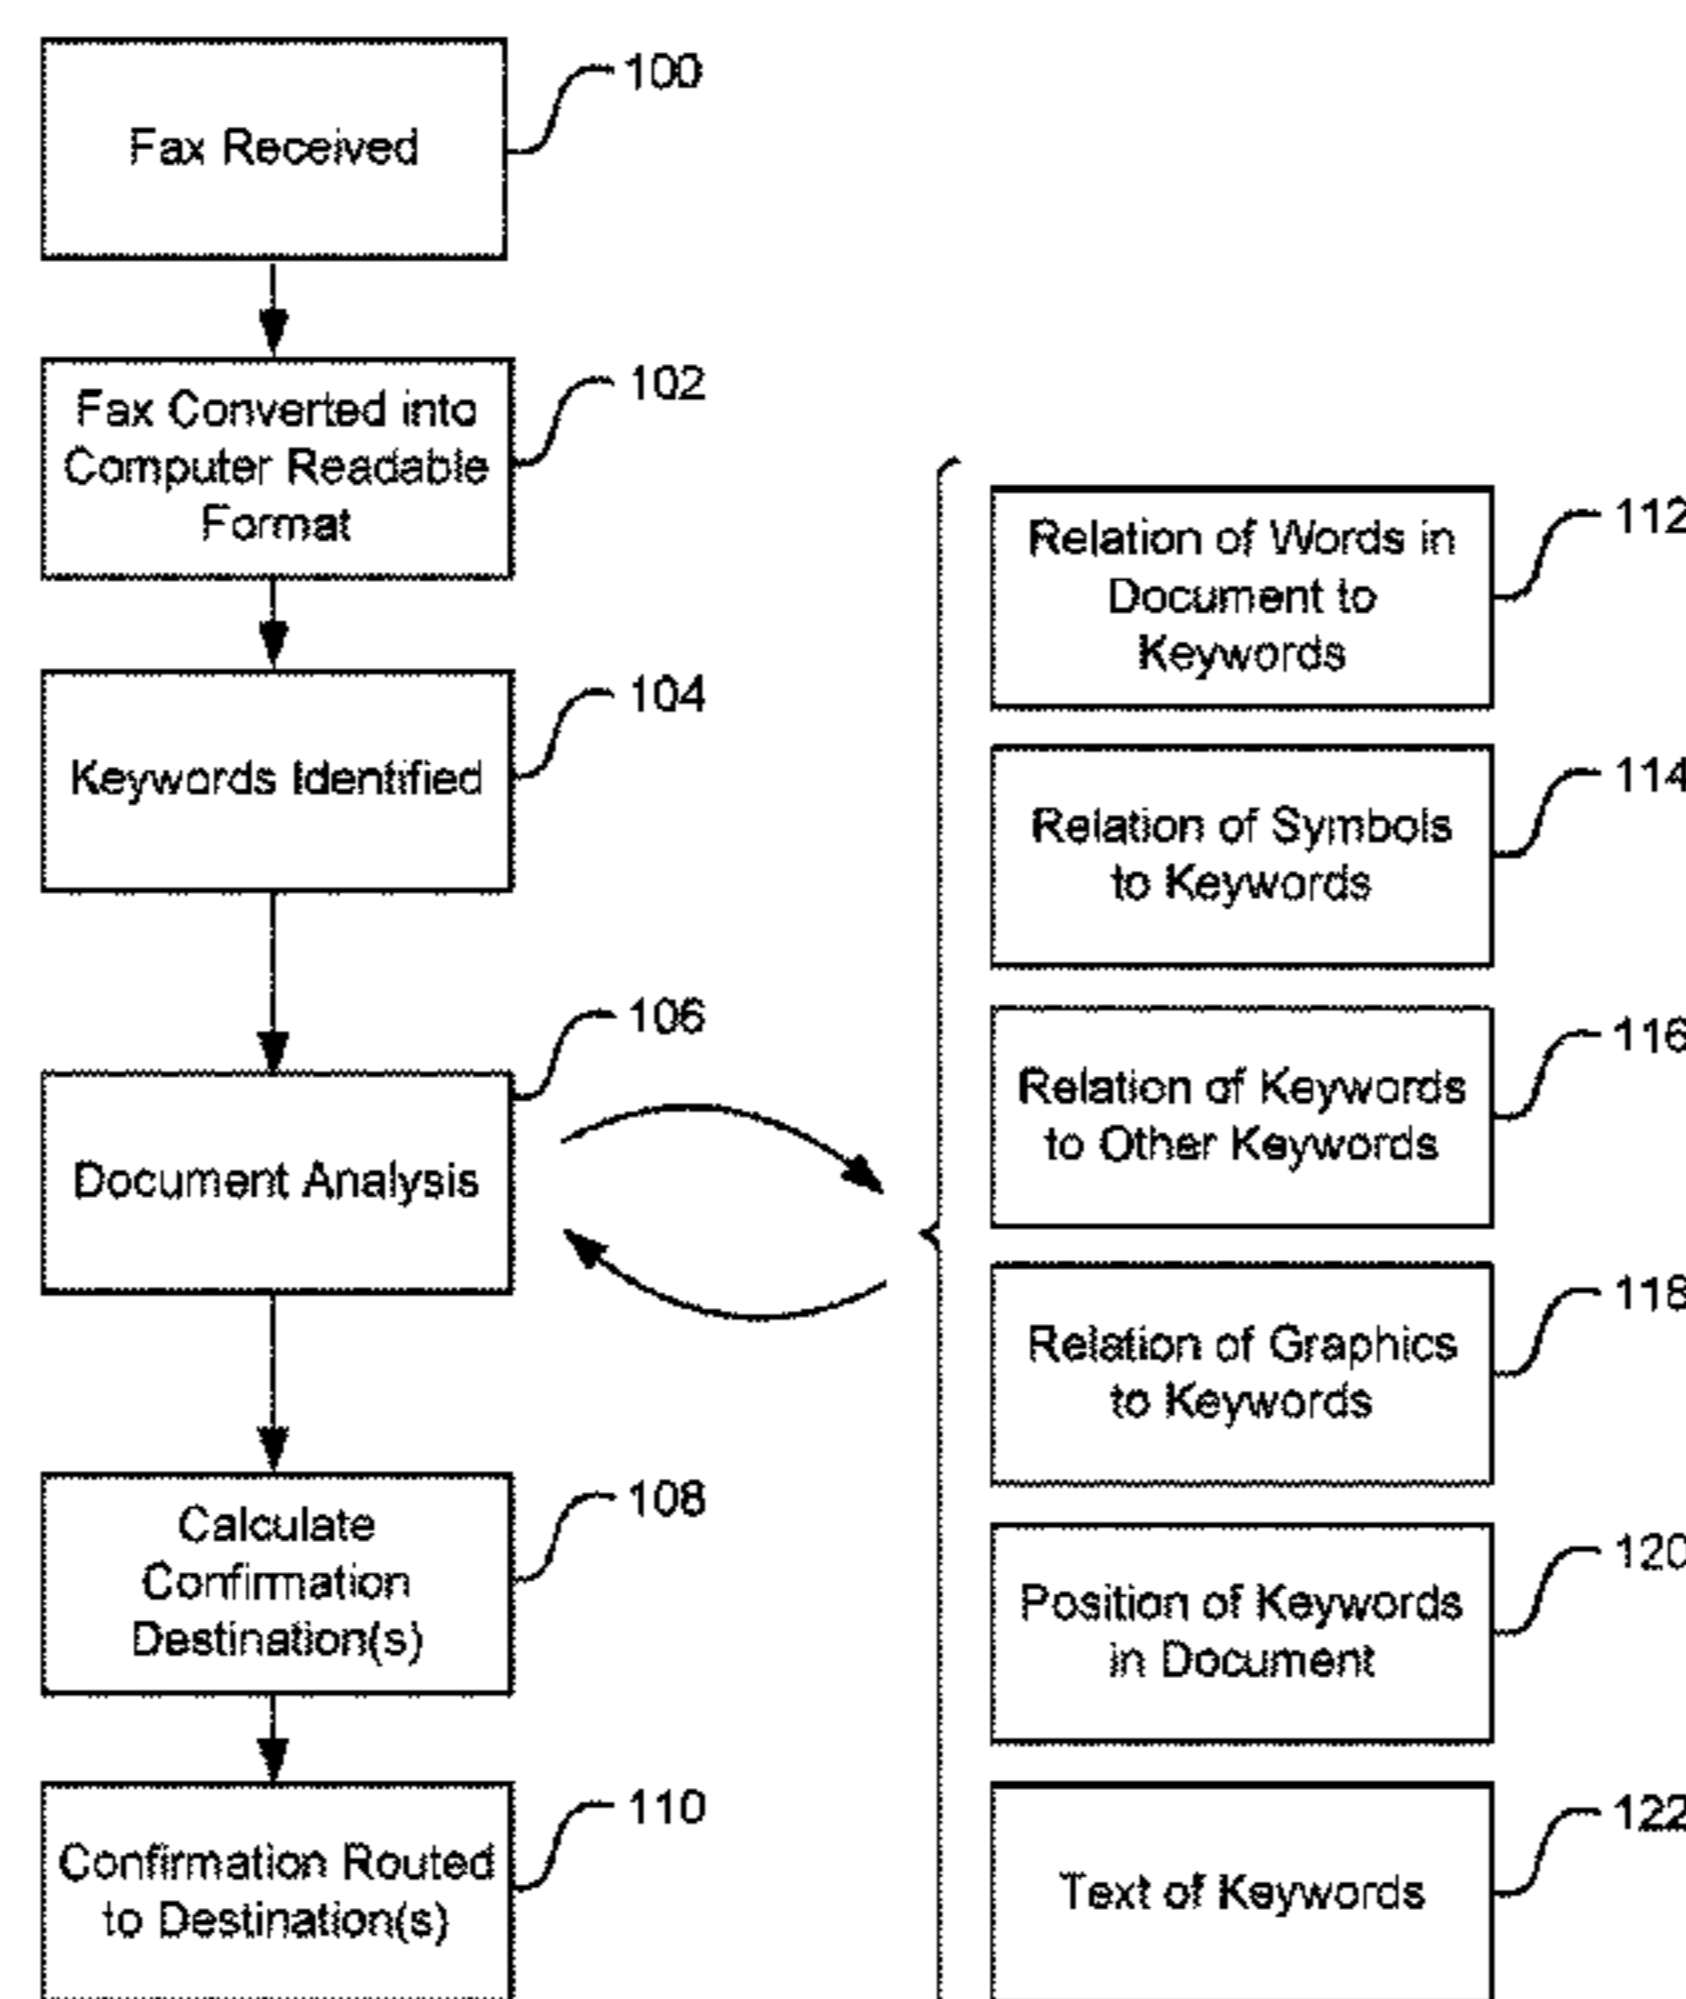 Fax Received
100
Fax Converted into
Computer Readable
Format
102
Keywords Identified
104
Document Analysis
106
Calculate
Confirmation
Destination(s)
108
Confirmation Routed
to Destination(s)
110
Relation of Words in
Document to
Keywords
112
Relation of Symbols
to Keywords
114
Relation of Keywords
to Other Keywords
116
Relation of Graphics
to Keywords
118
Position of Keywords
in Document
120
Text of Keywords
122